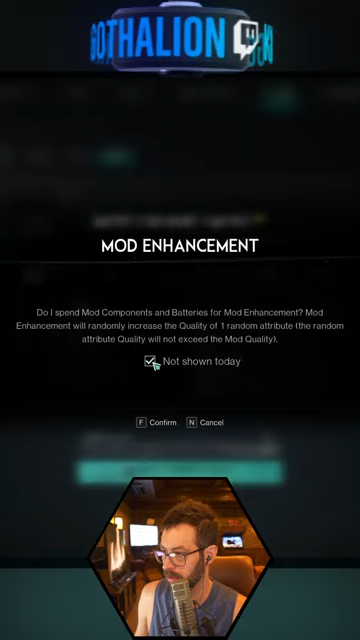 GOTHALION
MOD ENHANCEMENT
Do I spend Mod Components and Batteries for Mod Enhancement? Mod
Enhancement will randomly increase the Quality of 1 random attribute (the random
attribute Quality will not exceed the Mod Quality).
Not shown today
F Confirm N Cancel